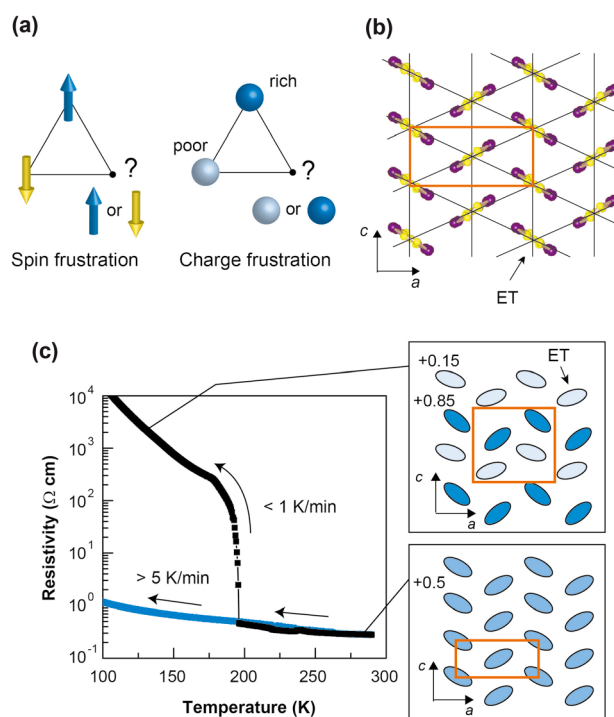 (a)
rich
poor
?
?
or
or
Spin frustration
Charge frustration
(b)
c
a
ET
(c)
Resistivity (Ω cm)
10^4
10^3
10^2
10^1
10^0
10^-1
100
150
200
250
300
Temperature (K)
< 1 K/min
> 5 K/min
+0.15
ET
+0.85
c
a
+0.5
c
a